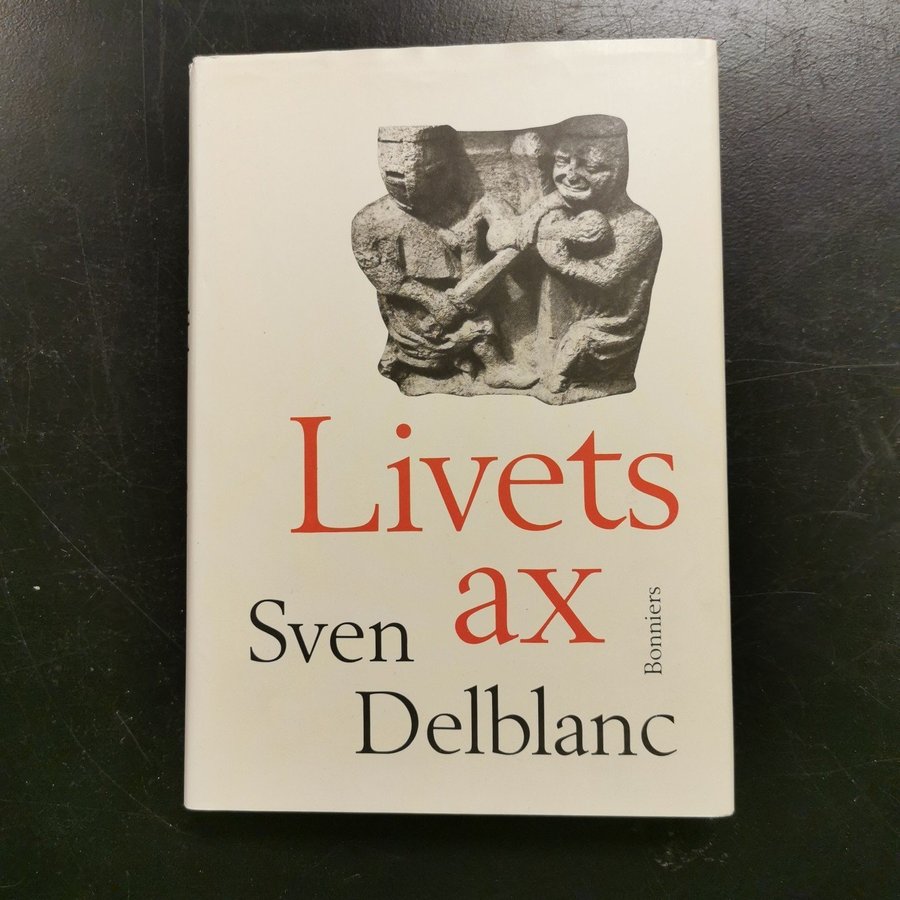 Livets
ax
Sven
Delblanc
Bonniers